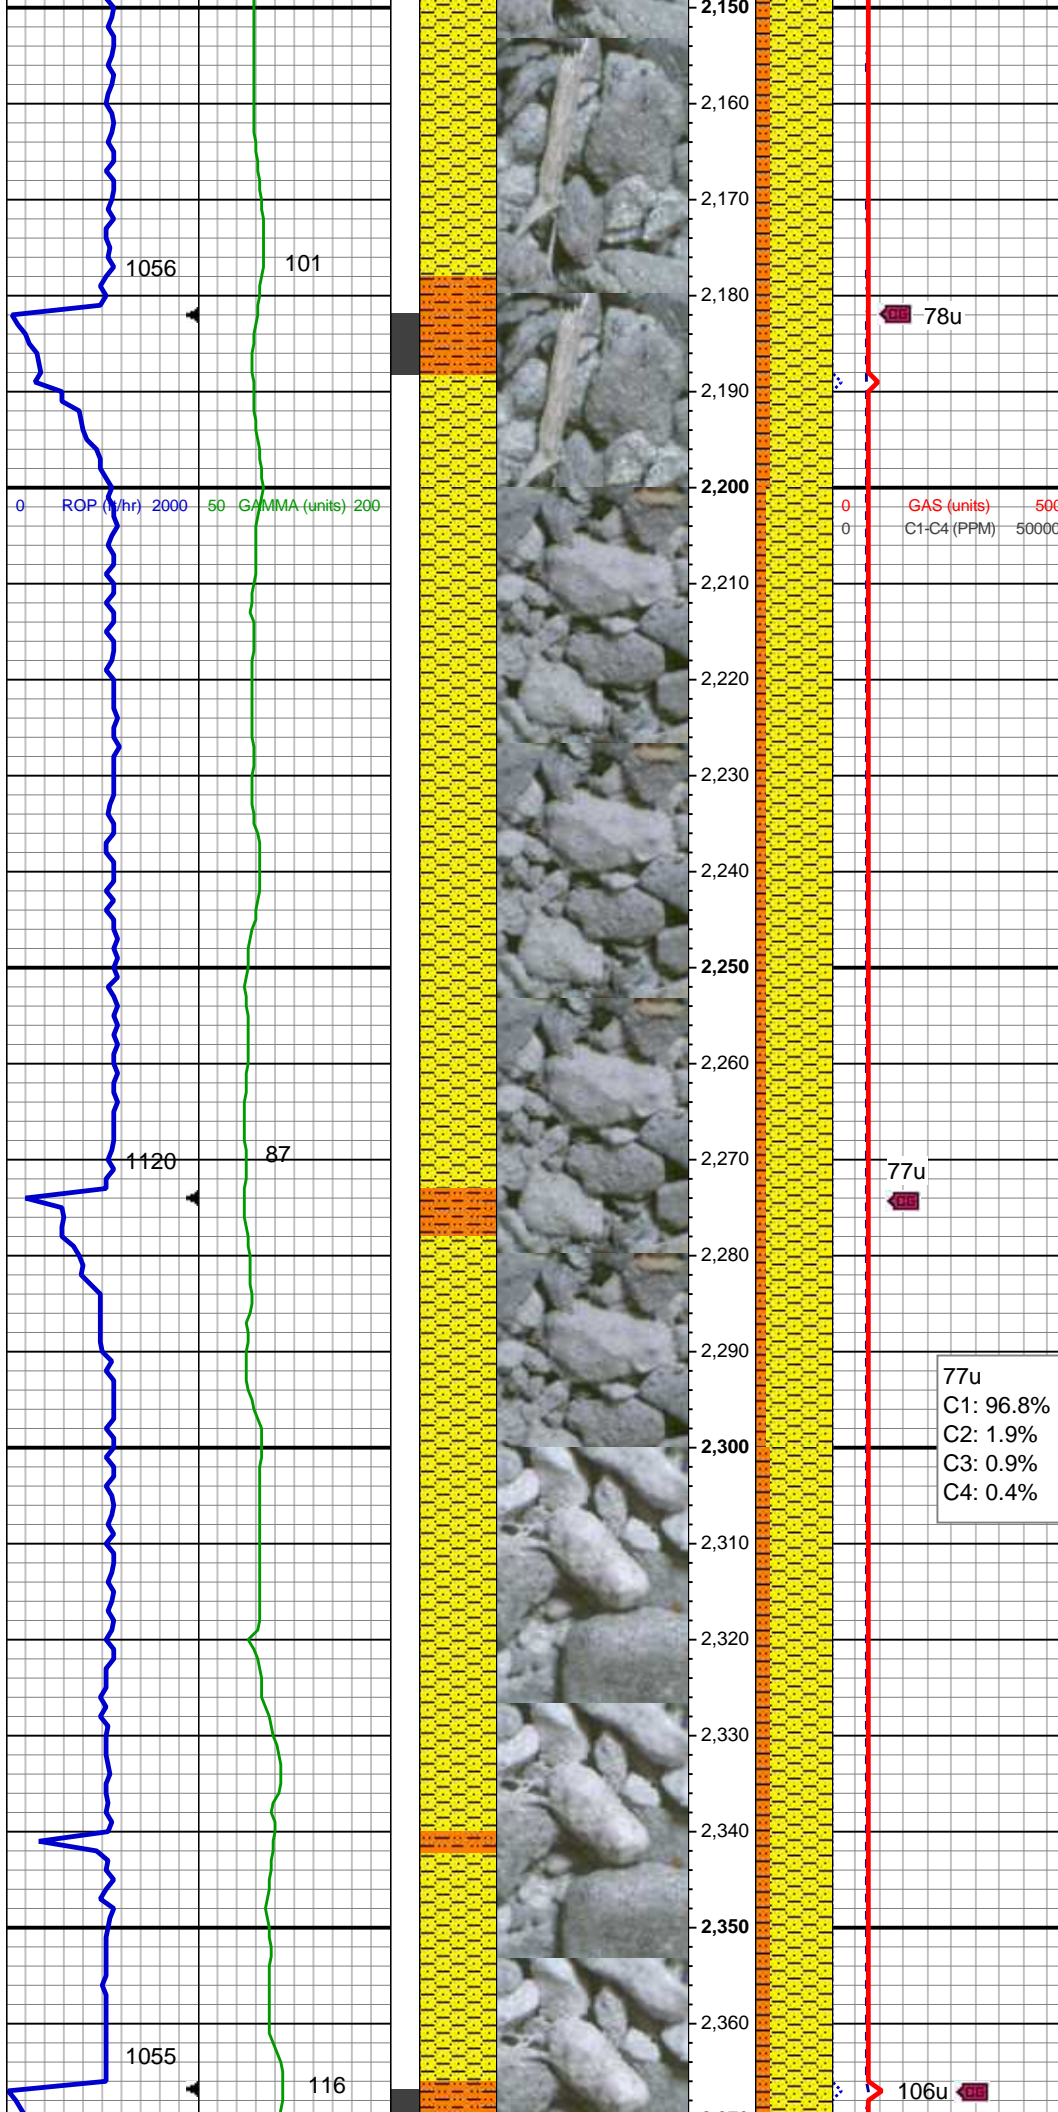 2,150
2,160
2,170
1056
101
2,180
CG 78u
2,190
2,200
0 ROP (ft/hr) 2000 50 GAMMA (units) 200
0 GAS (units) 500
0 C1-C4 (PPM) 50000
2,210
2,220
2,230
2,240
2,250
2,260
1120
87
2,270
77u
CG
2,280
2,290
77u
C1: 96.8%
C2: 1.9%
C3: 0.9%
C4: 0.4%
2,300
2,310
2,320
2,330
2,340
2,350
2,360
1055
116
106u CG